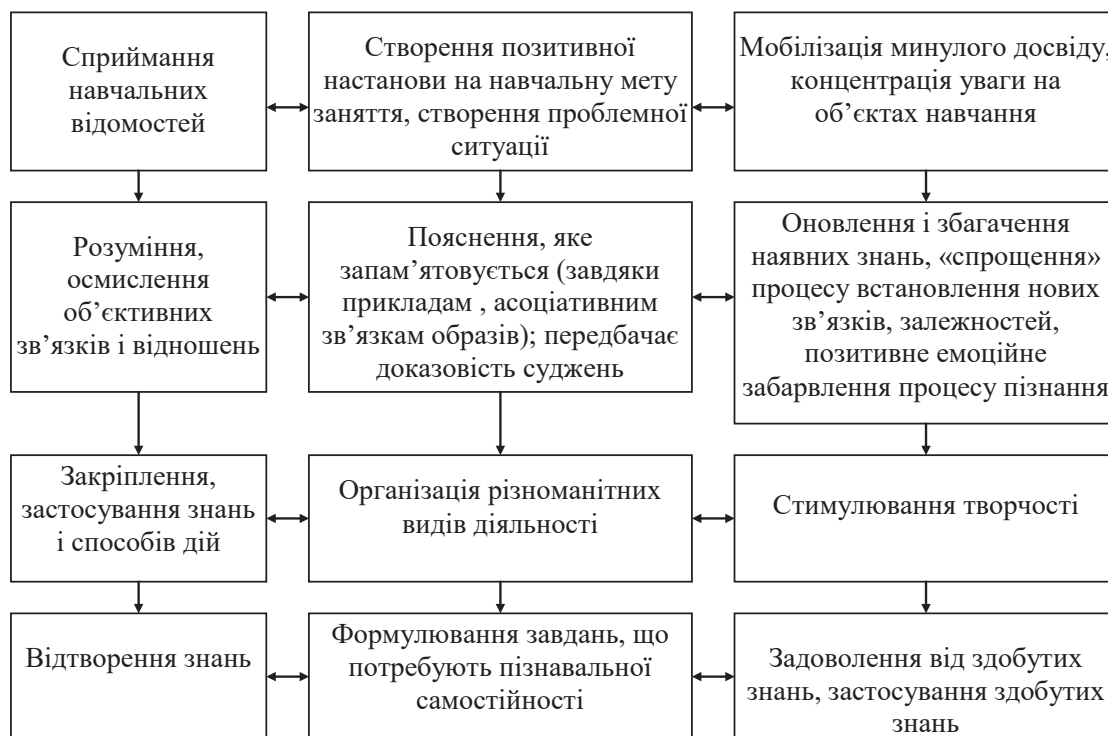 Сприймання
навчальних
відомостей
Створення позитивної
настанови на навчальну мету
заняття, створення проблемної
ситуації
Мобілізація минулого досвіду,
концентрація уваги на
об’єктах навчання
Розуміння,
осмислення
об’єктивних
зв’язків і відношень
Пояснення, яке
запам’ятовується (завдяки
прикладам , асоціативним
зв’язкам образів); передбачає
доказовість суджень
Оновлення і збагачення
наявних знань, «спрощення»
процесу встановлення нових
зв’язків, залежностей,
позитивне емоційне
забарвлення процесу пізнання
Закріплення,
застосування знань
і способів дій
Організація різноманітних
видів діяльності
Стимулювання творчості
Відтворення знань
Формулювання завдань, що
потребують пізнавальної
самостійності
Задоволення від здобутих
знань, застосування здобутих
знань